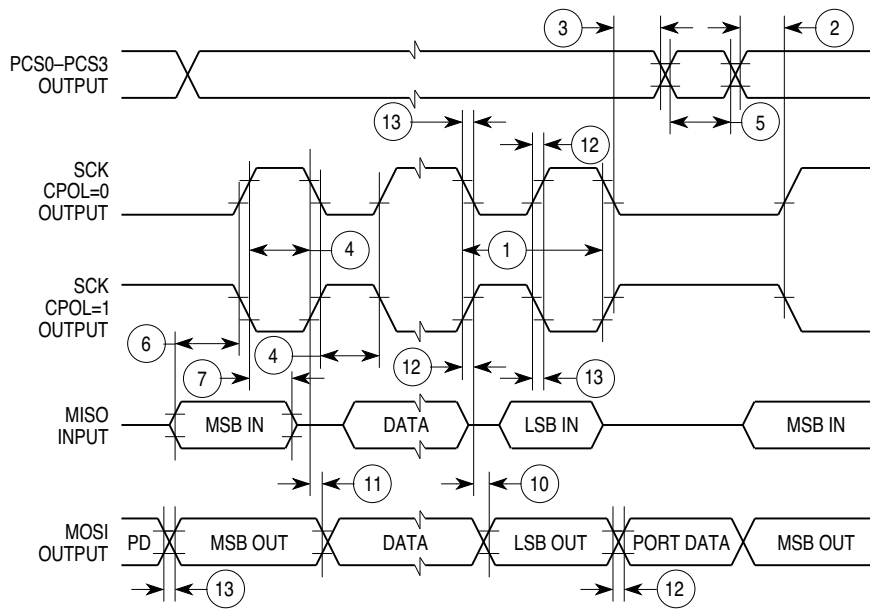 3
2
PCS0–PCS3
OUTPUT
5
13
12
SCK
CPOL=0
OUTPUT
4
1
SCK
CPOL=1
OUTPUT
6
4
12
13
7
MISO
INPUT
MSB IN
DATA
LSB IN
MSB IN
11
10
MOSI
OUTPUT
PD
MSB OUT
DATA
LSB OUT
PORT DATA
MSB OUT
13
12